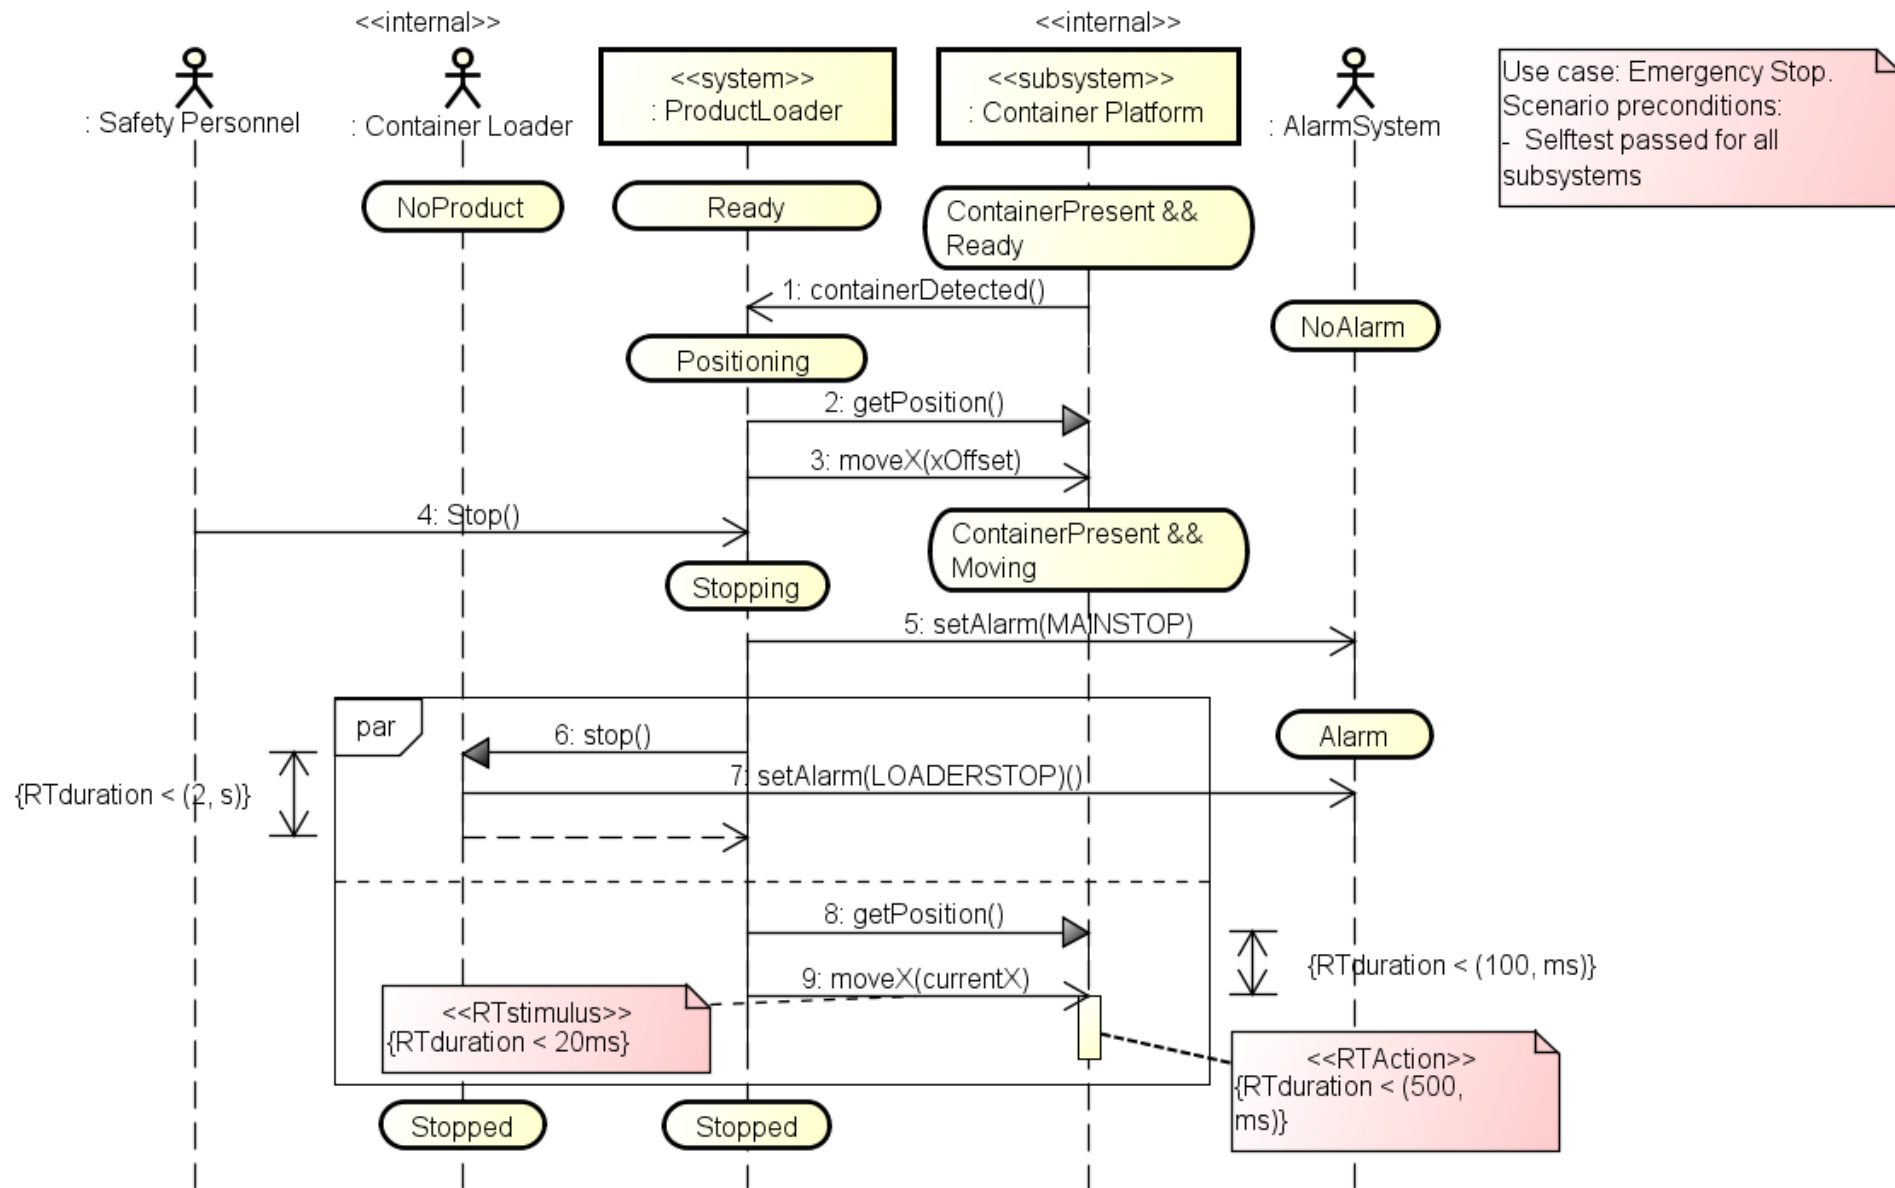 <<internal>>
<<internal>>
: Safety Personnel
: Container Loader
<<system>>
: ProductLoader
<<subsystem>>
: Container Platform
: AlarmSystem
Use case: Emergency Stop.
Scenario preconditions:
- Selftest passed for all
subsystems
NoProduct
Ready
ContainerPresent &&
Ready
1: containerDetected()
NoAlarm
Positioning
2: getPosition()
3: moveX(xOffset)
4: Stop()
ContainerPresent &&
Moving
Stopping
5: setAlarm(MAINSTOP)
par
6: stop()
Alarm
7: setAlarm(LOADERSTOP)()
{RTduration < (2, s)}
8: getPosition()
{RTduration < (100, ms)}
9: moveX(currentX)
<<RTstimulus>>
{RTduration < 20ms}
<<RTAction>>
{RTduration < (500,
ms)}
Stopped
Stopped